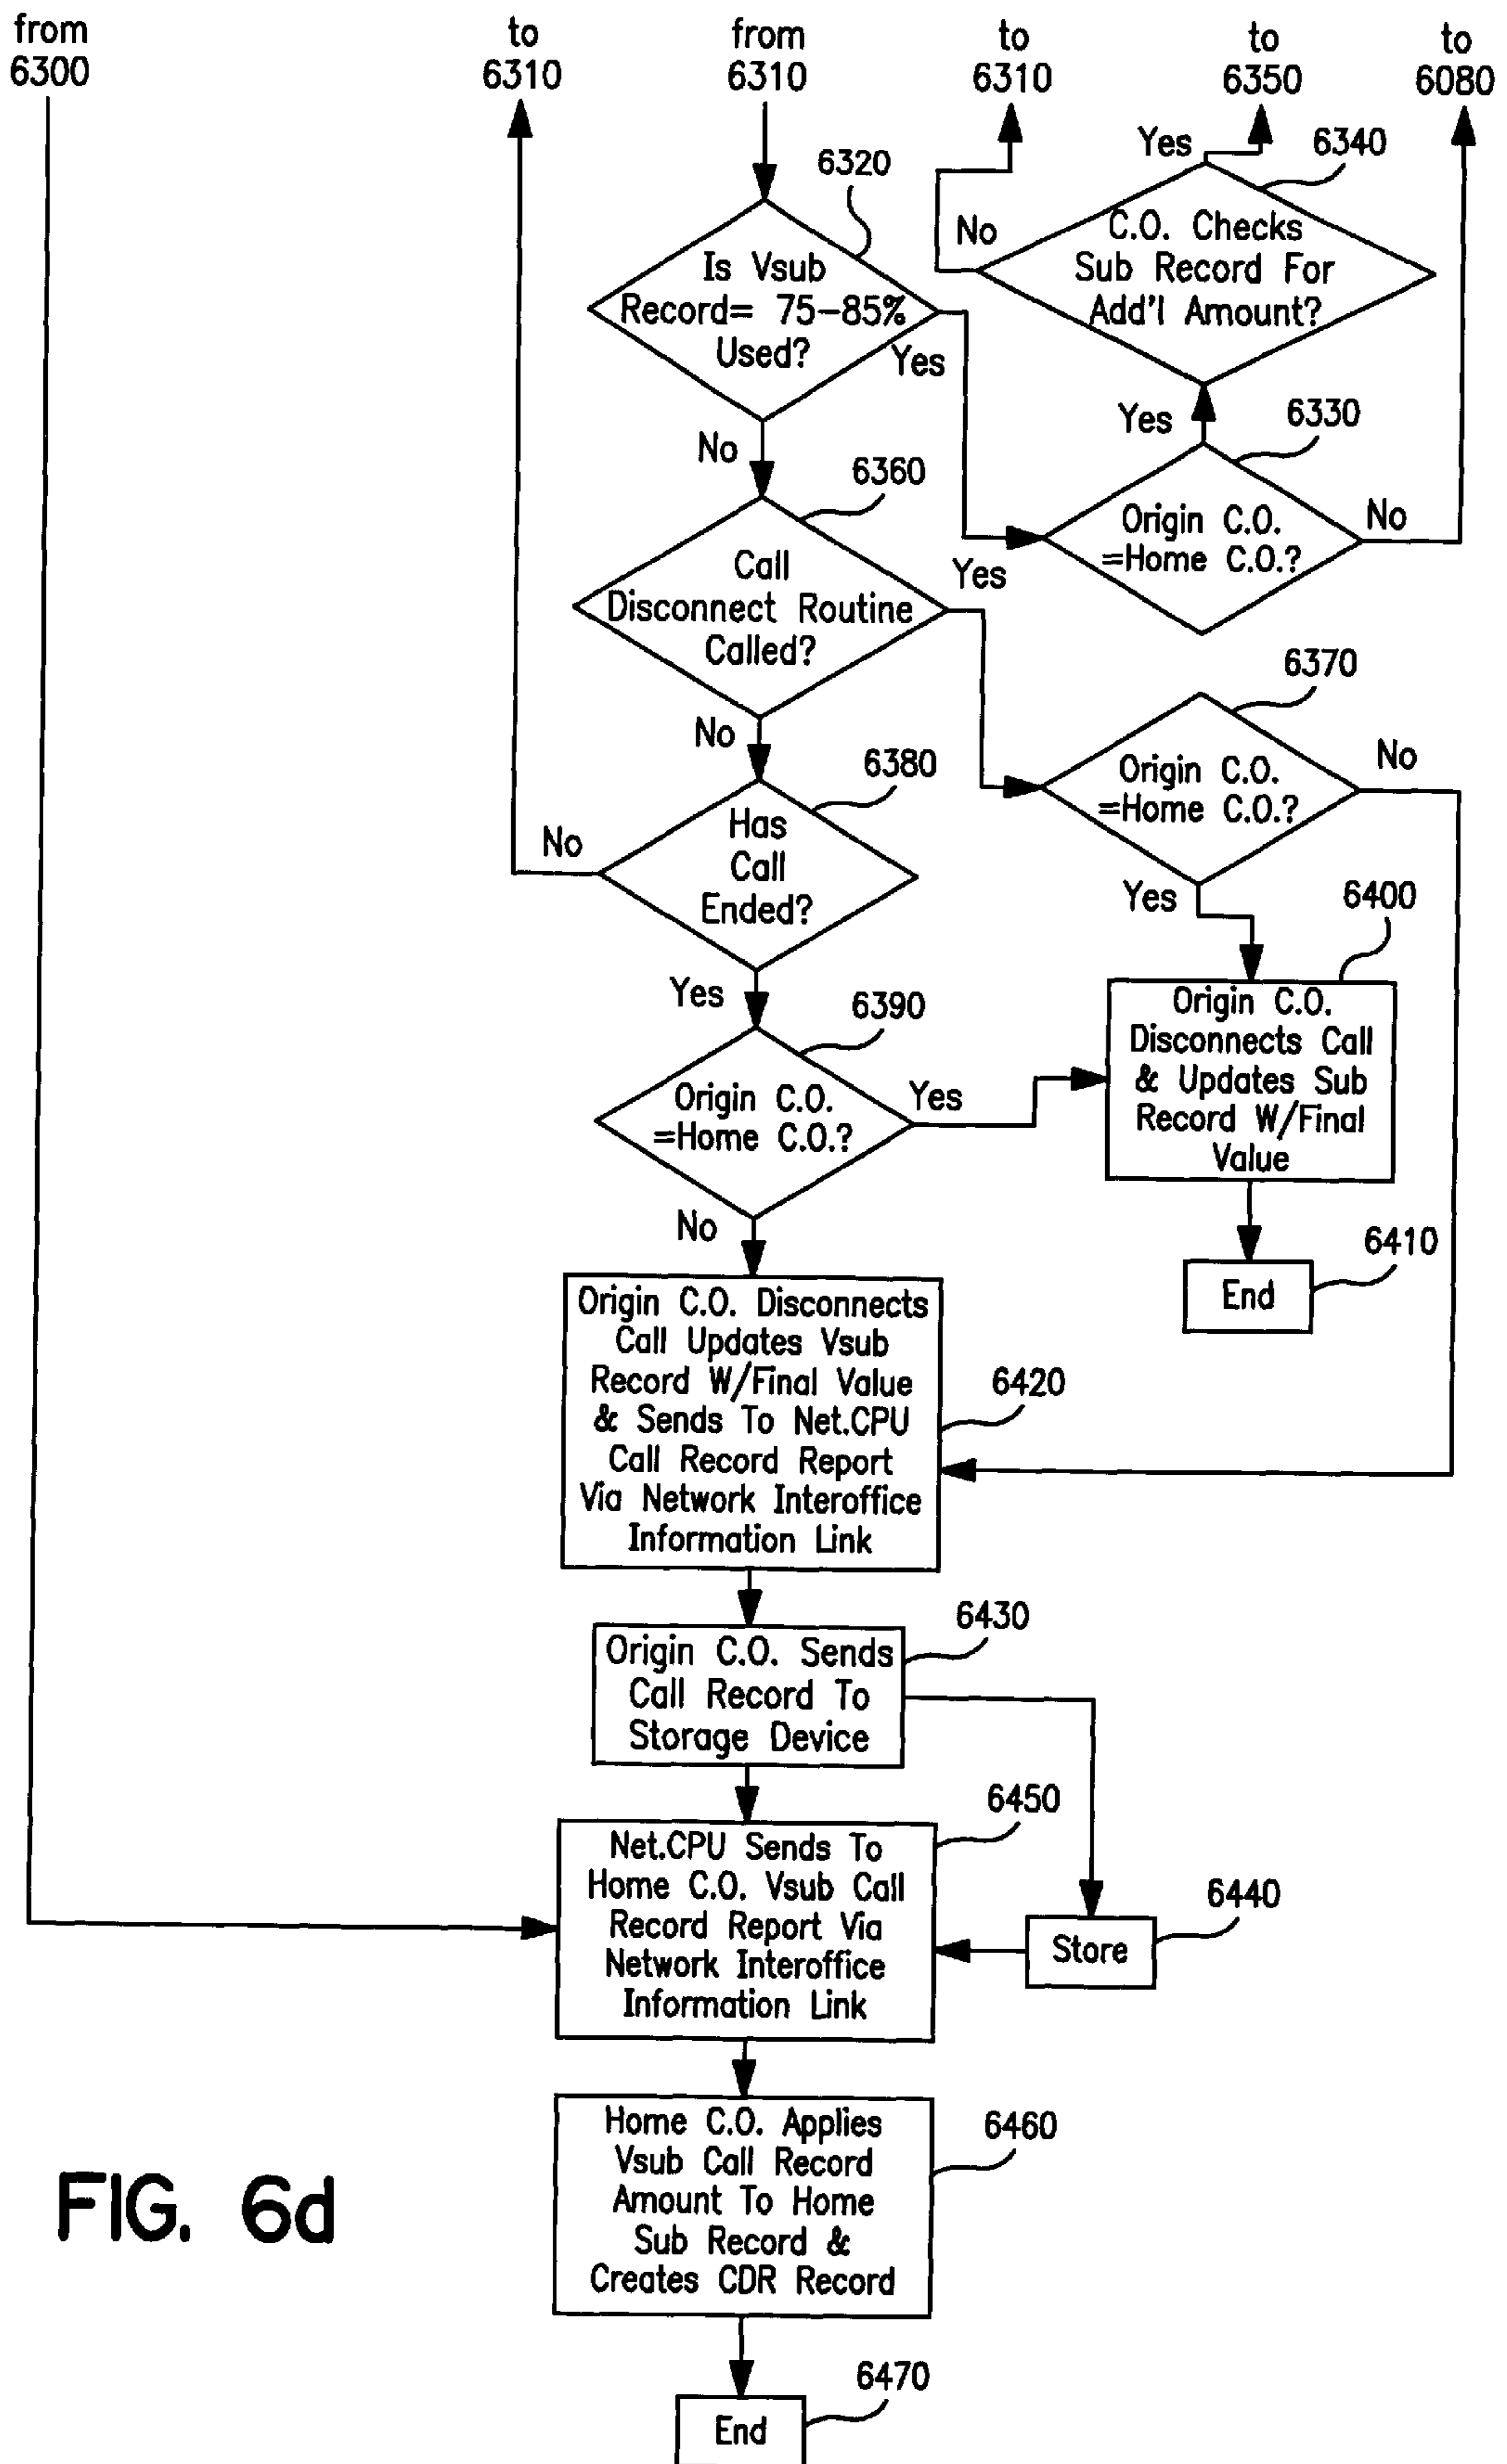 from
6300
to
6310
from
6310
to
6310
to
6350
to
6080
6320
Is Vsub
Record= 75-85%
Used?
Yes
No
6340
Yes
No
C.O. Checks
Sub Record For
Add'l Amount?
6330
Yes
Origin C.O.
=Home C.O.?
No
6360
Call
Disconnect Routine
Called?
Yes
No
6370
Origin C.O.
=Home C.O.?
No
Yes
6380
Has
Call
Ended?
No
Yes
6400
Origin C.O.
Disconnects Call
& Updates Sub
Record W/Final
Value
6390
Origin C.O.
=Home C.O.?
Yes
No
6410
End
Origin C.O. Disconnects
Call Updates Vsub
Record W/Final Value
& Sends To Net.CPU
Call Record Report
Via Network Interoffice
Information Link
6420
6430
Origin C.O. Sends
Call Record To
Storage Device
6450
Net.CPU Sends To
Home C.O. Vsub Call
Record Report Via
Network Interoffice
Information Link
6440
Store
6460
Home C.O. Applies
Vsub Call Record
Amount To Home
Sub Record &
Creates CDR Record
FIG. 6d
6470
End